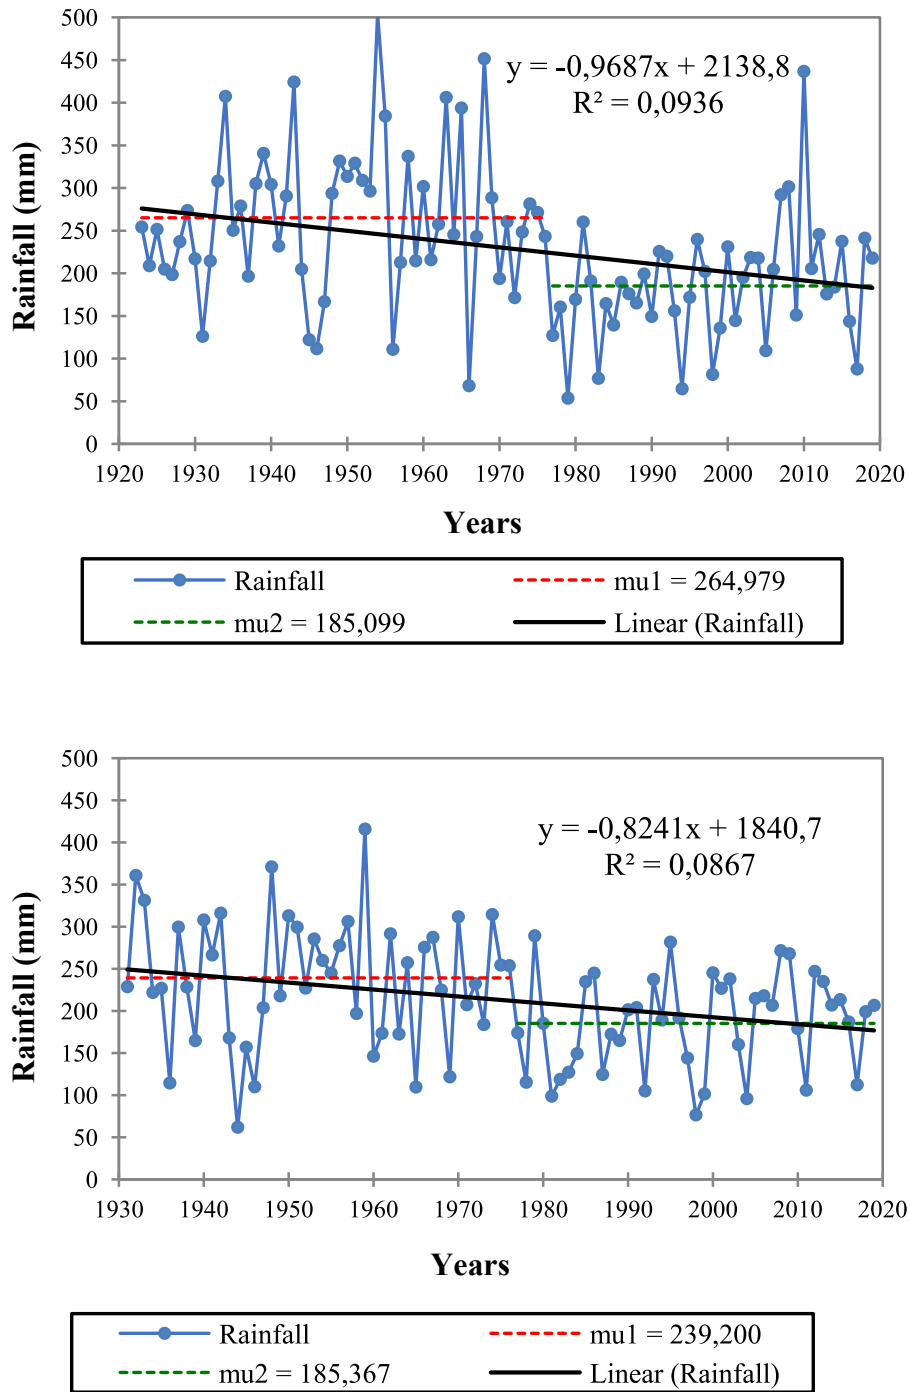 500
450
400
350
300
250
200
150
100
50
0
Rainfall (mm)
y = -0,9687x + 2138,8
R² = 0,0936
1920 1930 1940 1950 1960 1970 1980 1990 2000 2010 2019
Years
Rainfall mu1 = 264,979
mu2 = 185,099 Linear (Rainfall)
500
450
400
350
300
250
200
150
100
50
0
Rainfall (mm)
y = -0,8241x + 1840,7
R² = 0,0867
1930 1940 1950 1960 1970 1980 1990 2000 2010 2020
Years
Rainfall mu1 = 239,200
mu2 = 185,367 Linear (Rainfall)